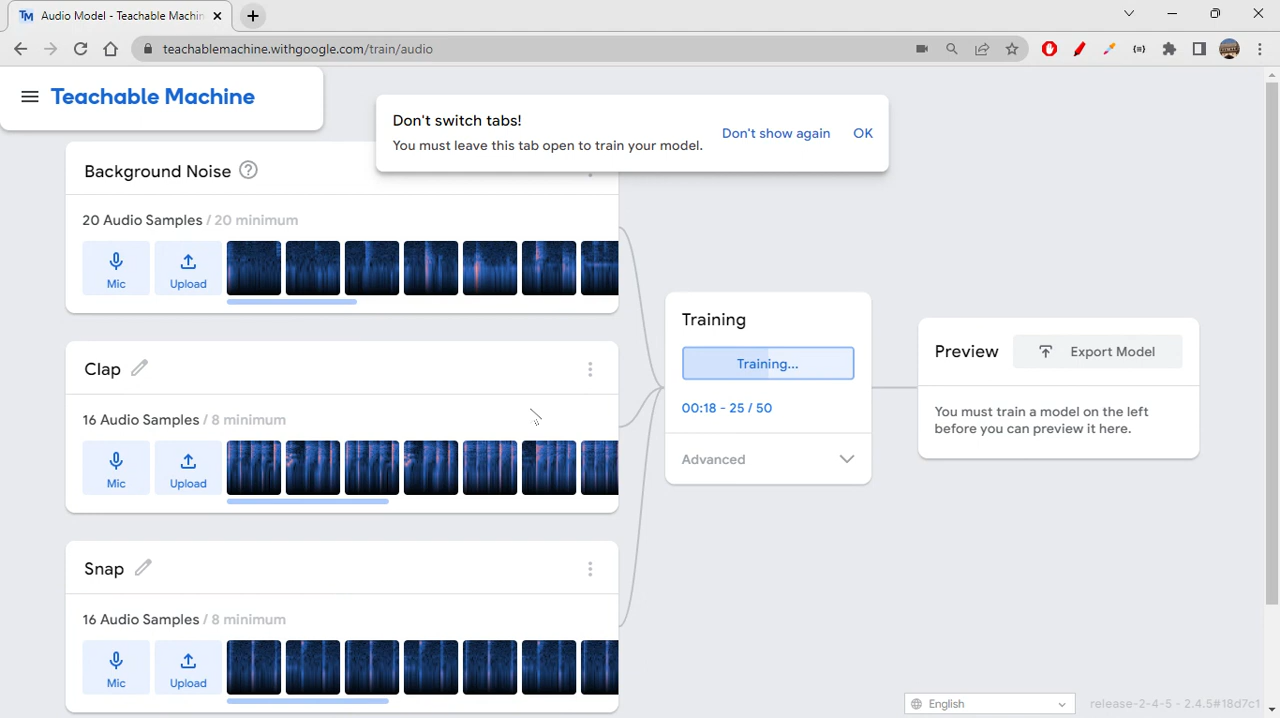 Audio Model - Teachable Machin
teachablemachine.withgoogle.com/train/audio
Teachable Machine
Don't switch tabs!
You must leave this tab open to train your model.
Don't show again
OK
Background Noise
20 Audio Samples / 20 minimum
Mic
Upload
Clap
16 Audio Samples / 8 minimum
Mic
Upload
Snap
16 Audio Samples / 8 minimum
Mic
Upload
Training
Training...
00:18 - 25 / 50
Advanced
Preview
Export Model
You must train a model on the left
before you can preview it here.
English
release-2-4-5 - 2.4.5#18d7c1